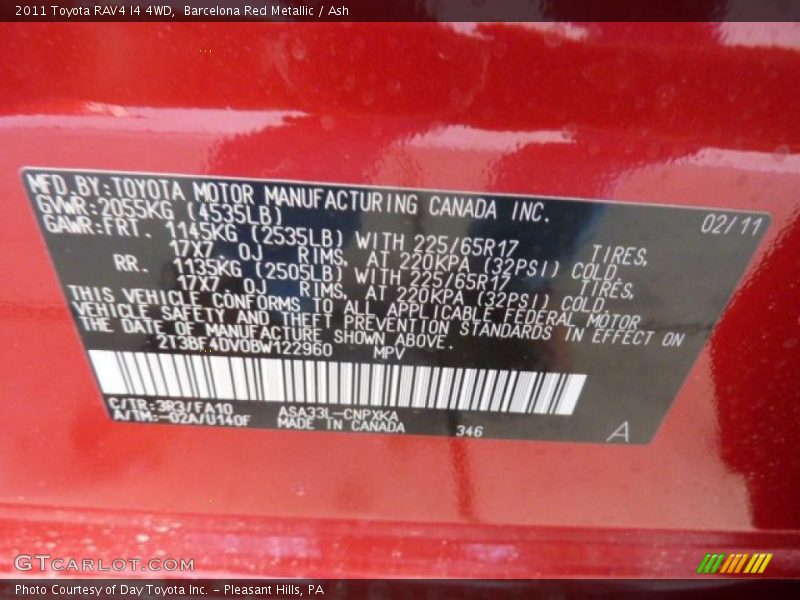 2011 Toyota RAV4 I4 4WD, Barcelona Red Metallic / Ash
MFD.BY:TOYOTA MOTOR MANUFACTURING CANADA INC.
02/11
GVWR:2055KG (4535LB)
GAWR:FRT. 1145KG (2535LB) WITH 225/65R17 TIRES,
17X7 0J RIMS, AT 220KPA (32PSI) COLD.
RR. 1135KG (2505LB) WITH 225/65R17 TIRES,
17X7 0J RIMS, AT 220KPA (32PSI) COLD.
THIS VEHICLE CONFORMS TO ALL APPLICABLE FEDERAL MOTOR
VEHICLE SAFETY AND THEFT PREVENTION STANDARDS IN EFFECT ON
THE DATE OF MANUFACTURE SHOWN ABOVE.
2T3BF4DV0BW122960 MPV
C/TR:3R3/FA10 ASA33L-CNPXKA
A/TM:-02A/U140F MADE IN CANADA 346 A
GTCARLOT.COM
Photo Courtesy of Day Toyota Inc. - Pleasant Hills, PA